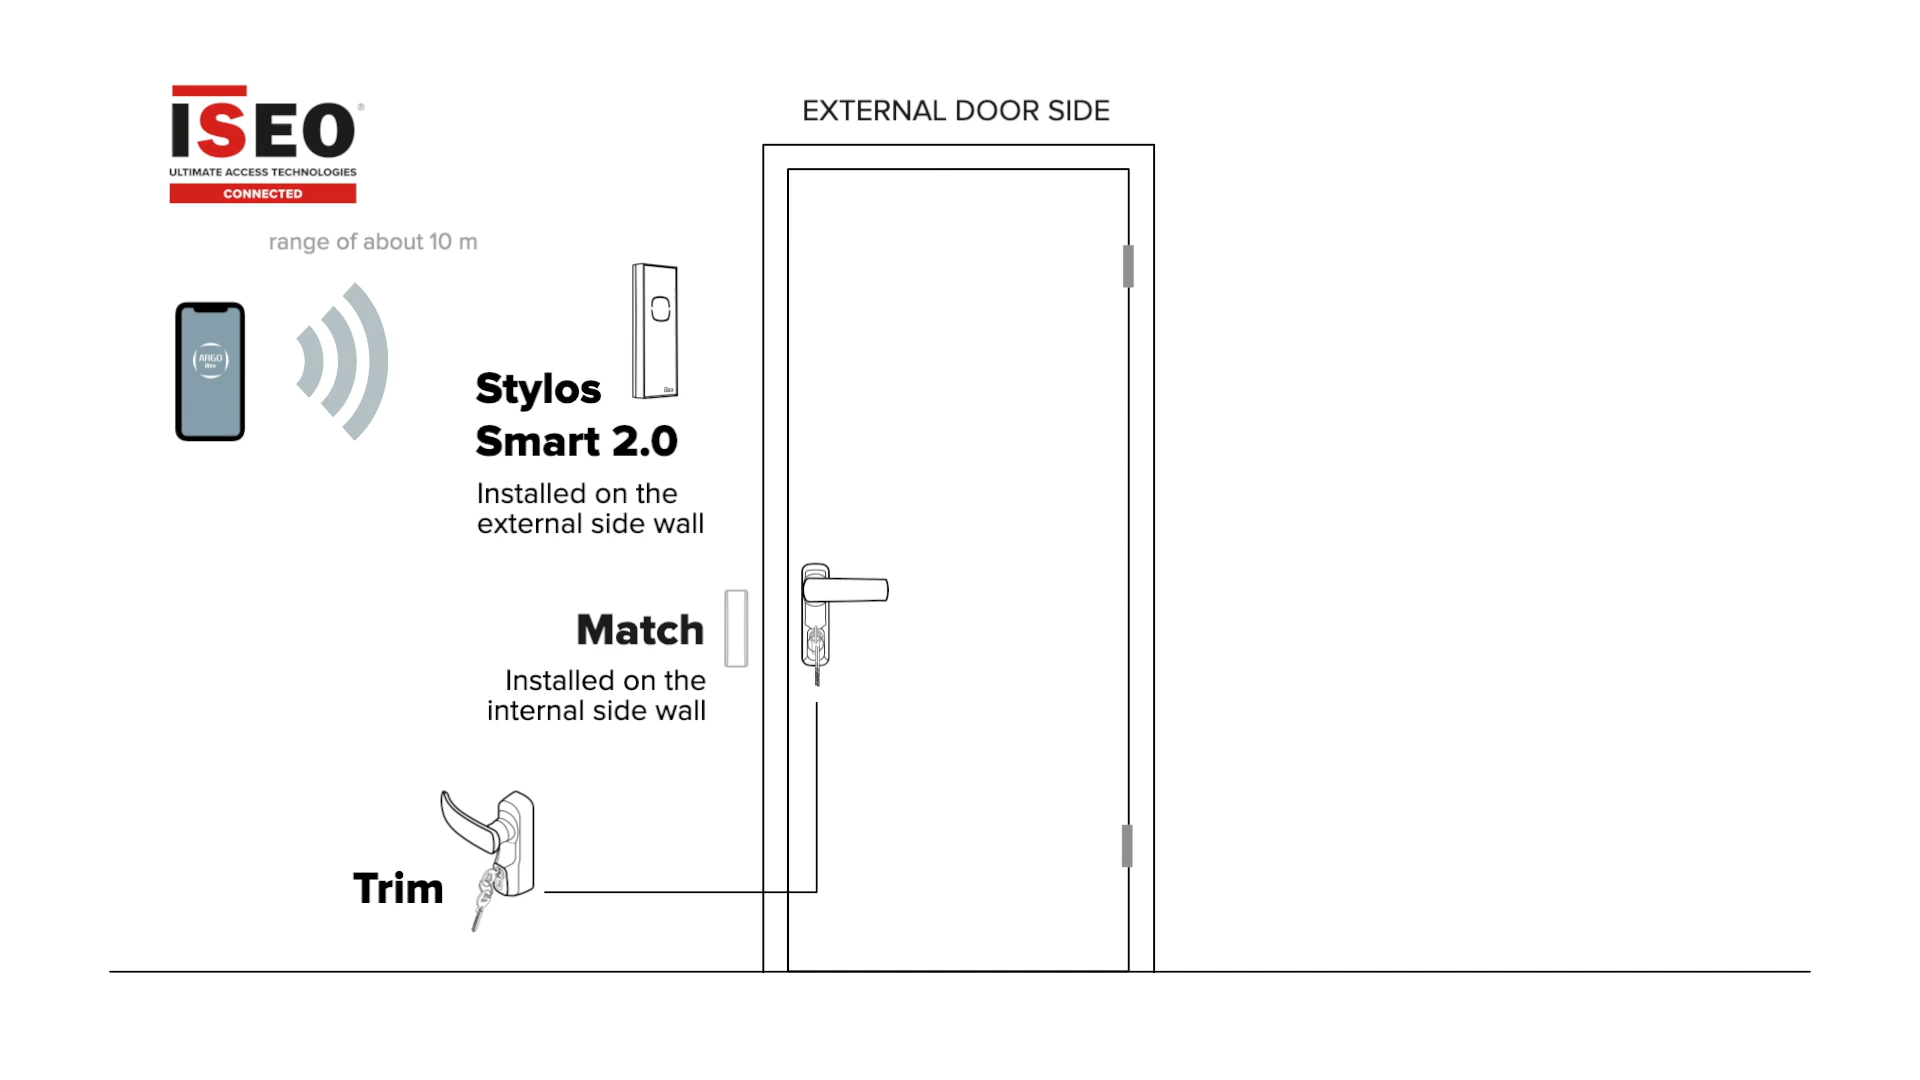 ISEO®
ULTIMATE ACCESS TECHNOLOGIES
CONNECTED
EXTERNAL DOOR SIDE
range of about 10 m
ARGO
iseo
Stylos
Smart 2.0
Installed on the
external side wall
Match
Installed on the
internal side wall
Trim